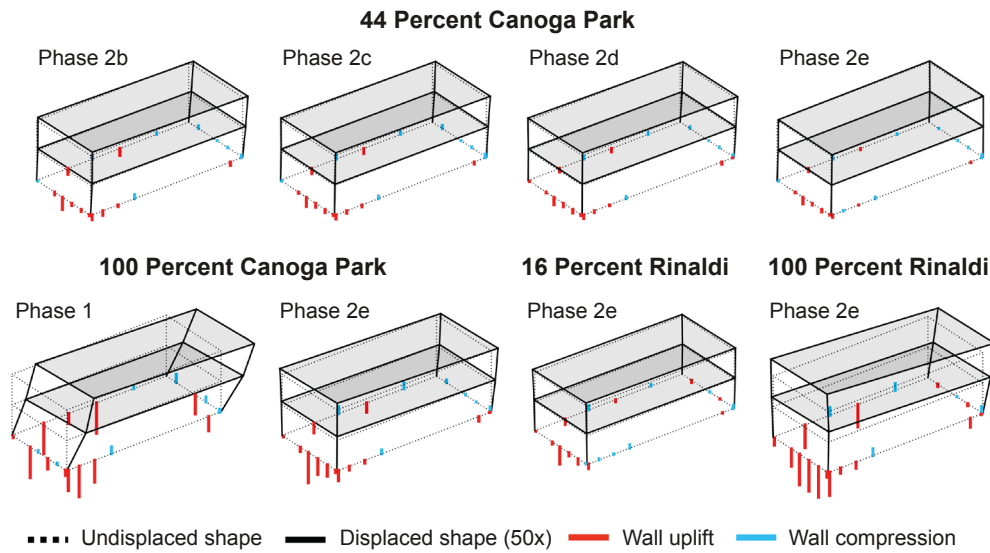 44 Percent Canoga Park
Phase 2b
Phase 2c
Phase 2d
Phase 2e
100 Percent Canoga Park
16 Percent Rinaldi
100 Percent Rinaldi
Phase 1
Phase 2e
Phase 2e
Phase 2e
Undisplaced shape
Displaced shape (50x)
Wall uplift
Wall compression